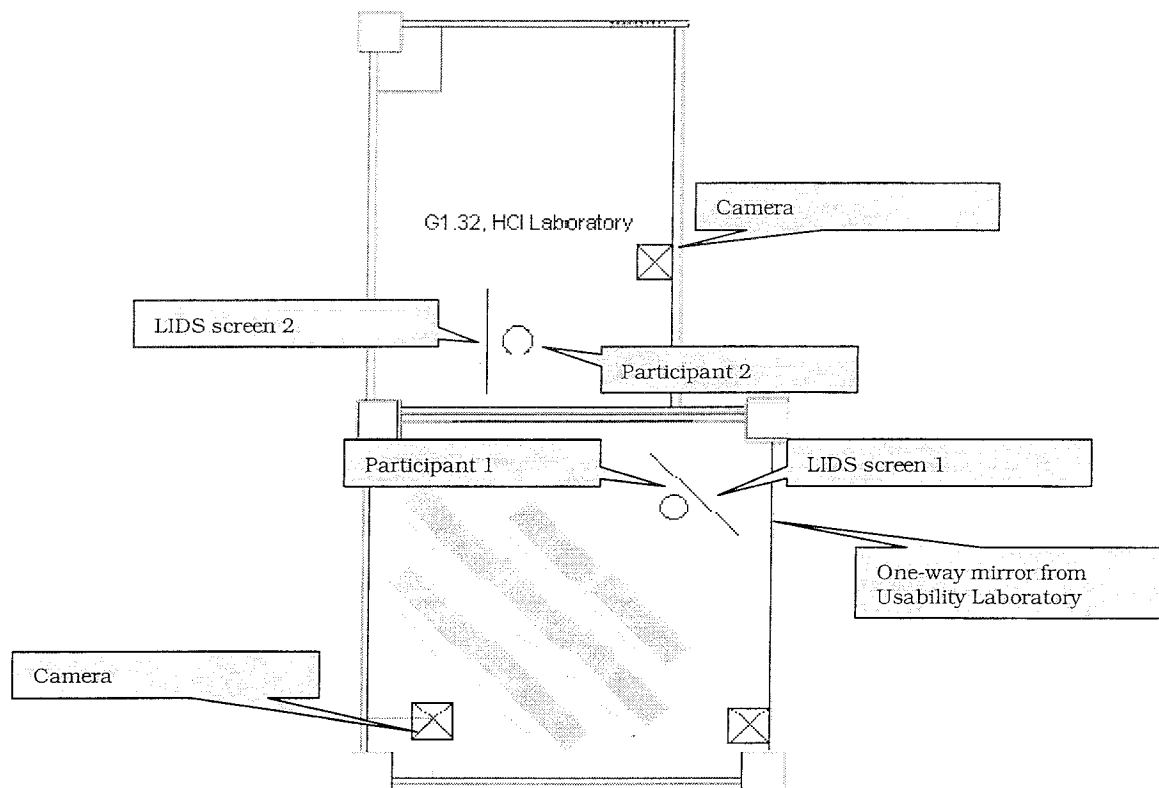 Camera
G1.32, HCI Laboratory
LIDS screen 2
Participant 2
Participant 1
LIDS screen 1
One-way mirror from
Usability Laboratory
Camera